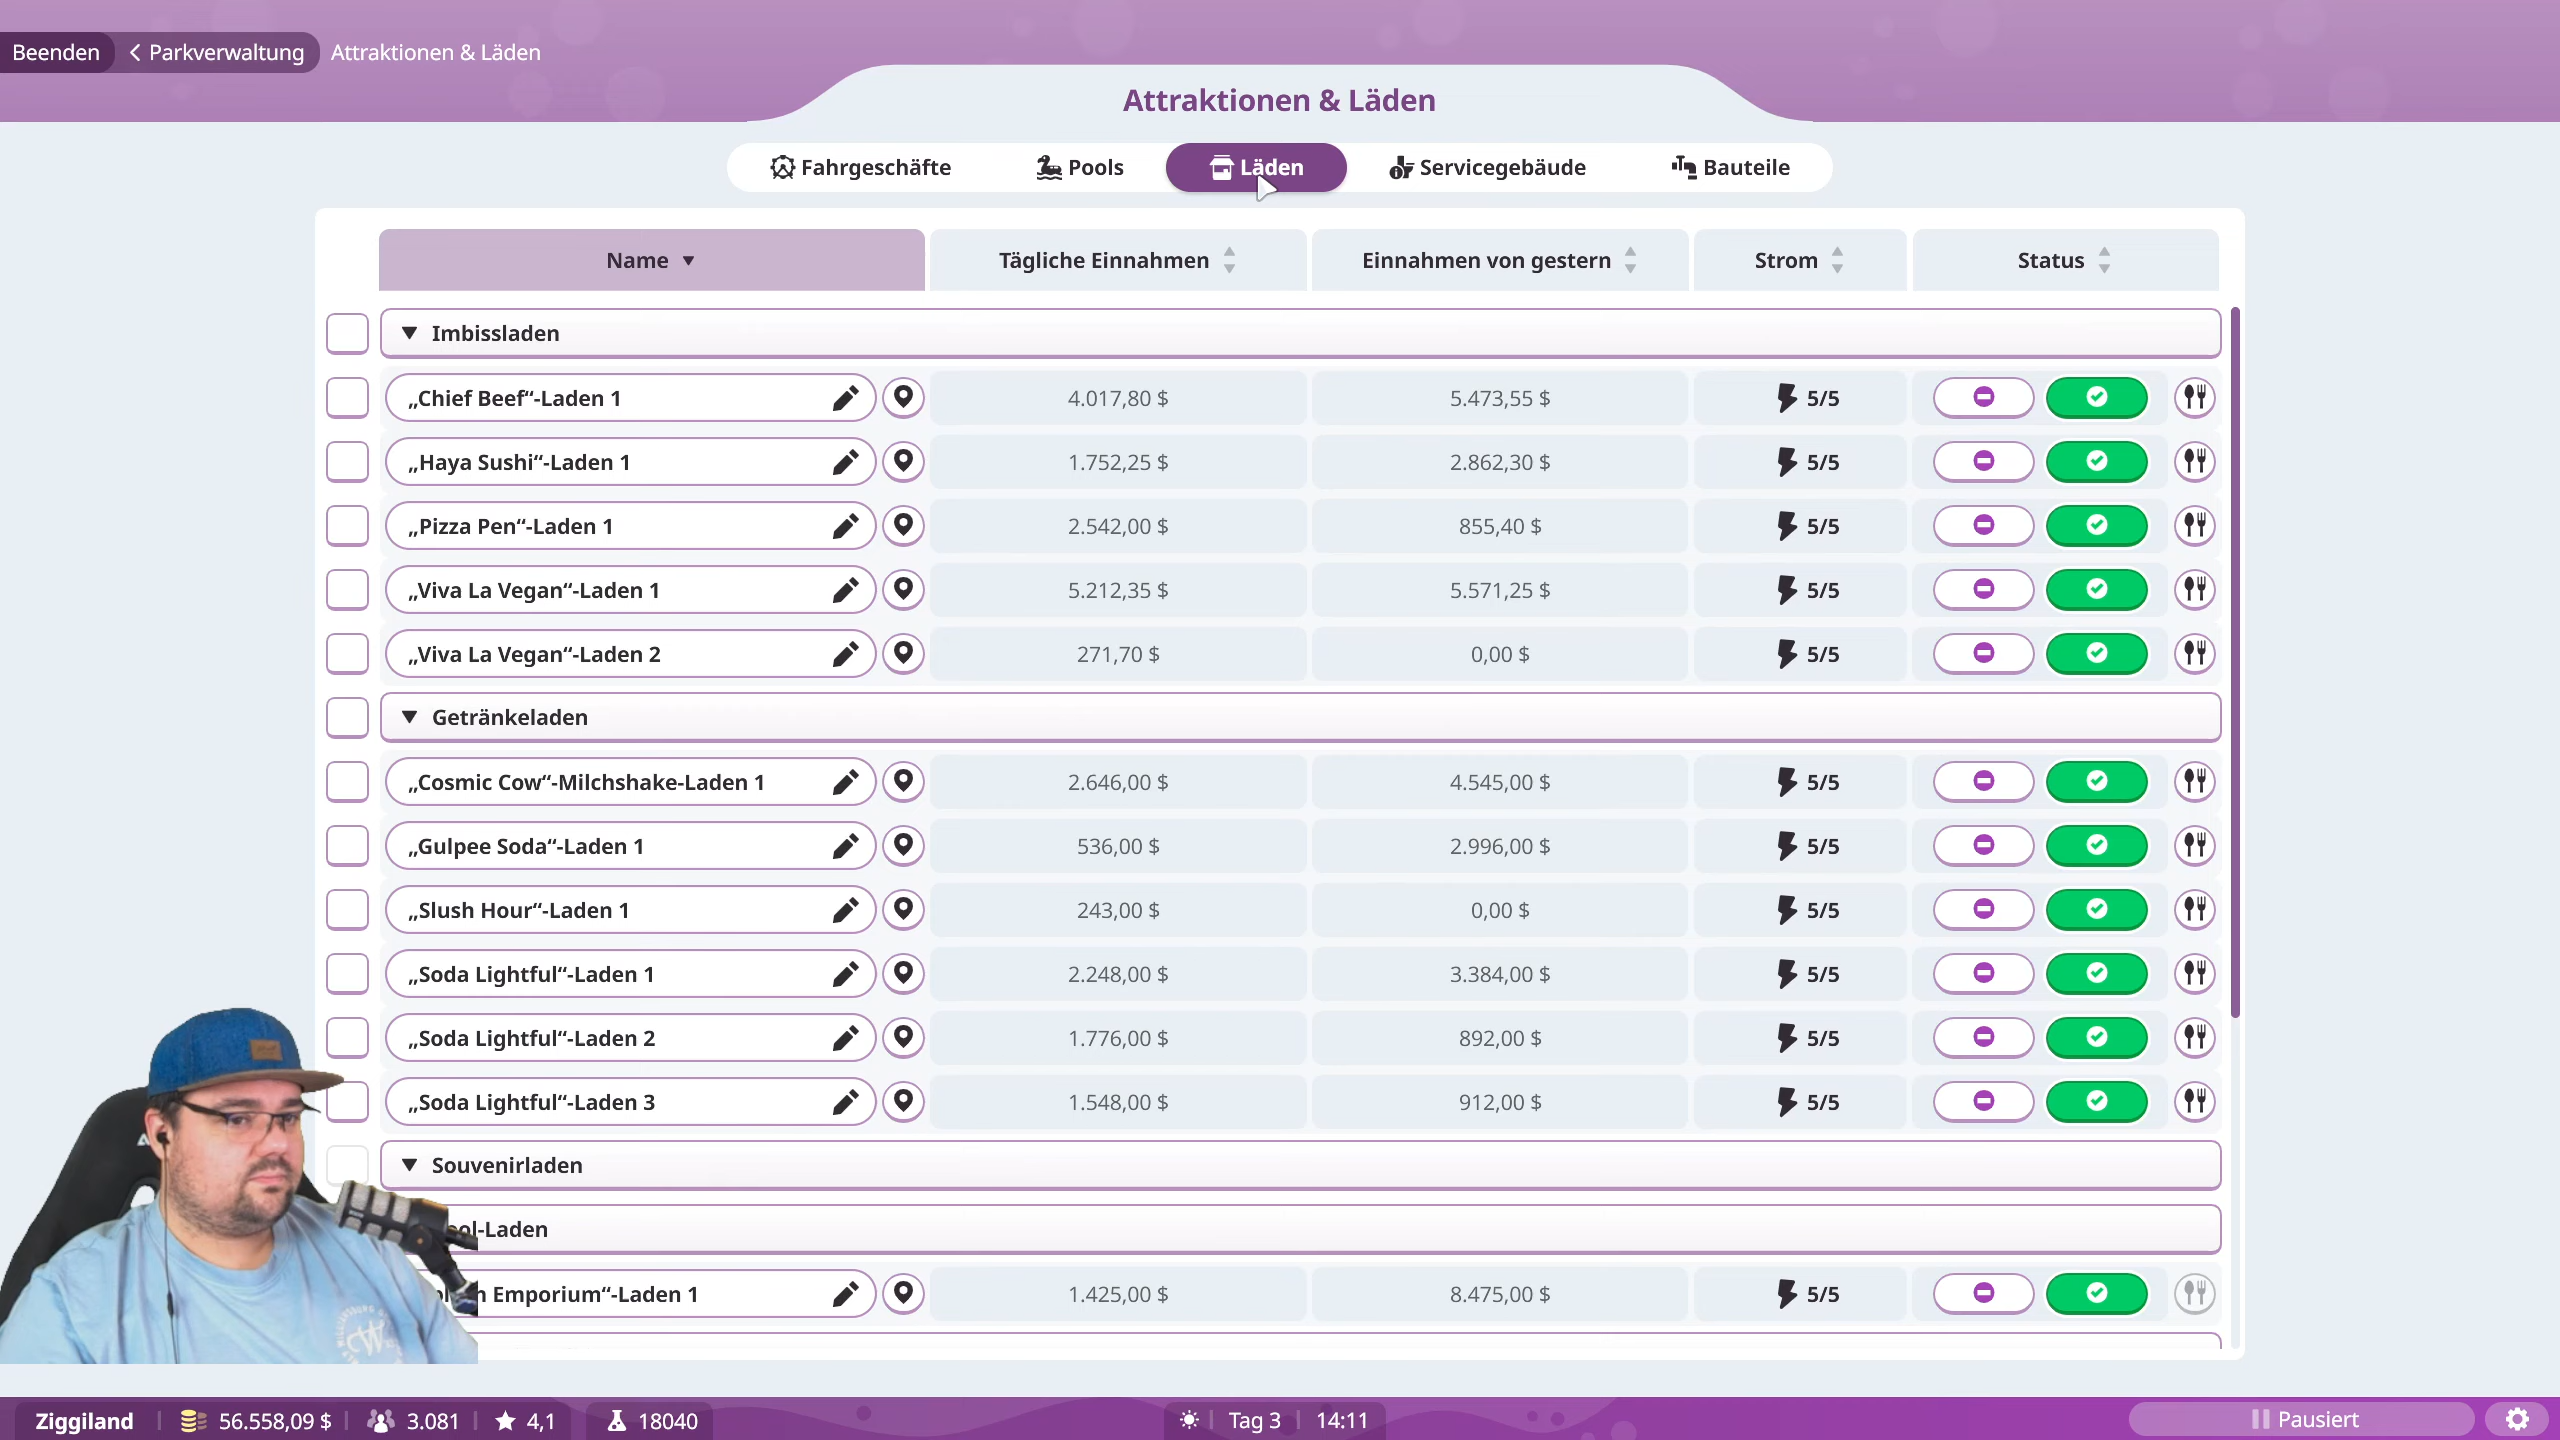 Beenden
Parkverwaltung
Attraktionen & Läden
Attraktionen & Läden
Fahrgeschäfte
Pools
Läden
Servicegebäude
Bauteile
Name
Tägliche Einnahmen
Einnahmen von gestern
Strom
Status
Imbissladen
„Chief Beef“-Laden 1 4.017,80 $ 5.473,55 $ 5/5
„Haya Sushi“-Laden 1 1.752,25 $ 2.862,30 $ 5/5
„Pizza Pen“-Laden 1 2.542,00 $ 855,40 $ 5/5
„Viva La Vegan“-Laden 1 5.212,35 $ 5.571,25 $ 5/5
„Viva La Vegan“-Laden 2 271,70 $ 0,00 $ 5/5
Getränkeladen
„Cosmic Cow“-Milchshake-Laden 1 2.646,00 $ 4.545,00 $ 5/5
„Gulpee Soda“-Laden 1 536,00 $ 2.996,00 $ 5/5
„Slush Hour“-Laden 1 243,00 $ 0,00 $ 5/5
„Soda Lightful“-Laden 1 2.248,00 $ 3.384,00 $ 5/5
„Soda Lightful“-Laden 2 1.776,00 $ 892,00 $ 5/5
„Soda Lightful“-Laden 3 1.548,00 $ 912,00 $ 5/5
Souvenirladen
ol-Laden
Emporium“-Laden 1 1.425,00 $ 8.475,00 $ 5/5
Ziggiland 56.558,09 $ 3.081 4,1 18040 Tag 3 14:11 Pausiert